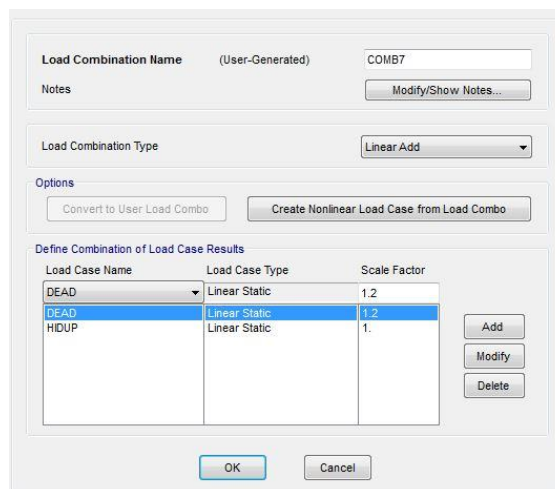 Load Combination Name (User-Generated) COMB7
Notes Modify/Show Notes...
Load Combination Type Linear Add
Options
Convert to User Load Combo Create Nonlinear Load Case from Load Combo
Define Combination of Load Case Results
Load Case Name Load Case Type Scale Factor
DEAD Linear Static 1.2
DEAD Linear Static 1.2
HIDUP Linear Static 1.
Add
Modify
Delete
OK Cancel